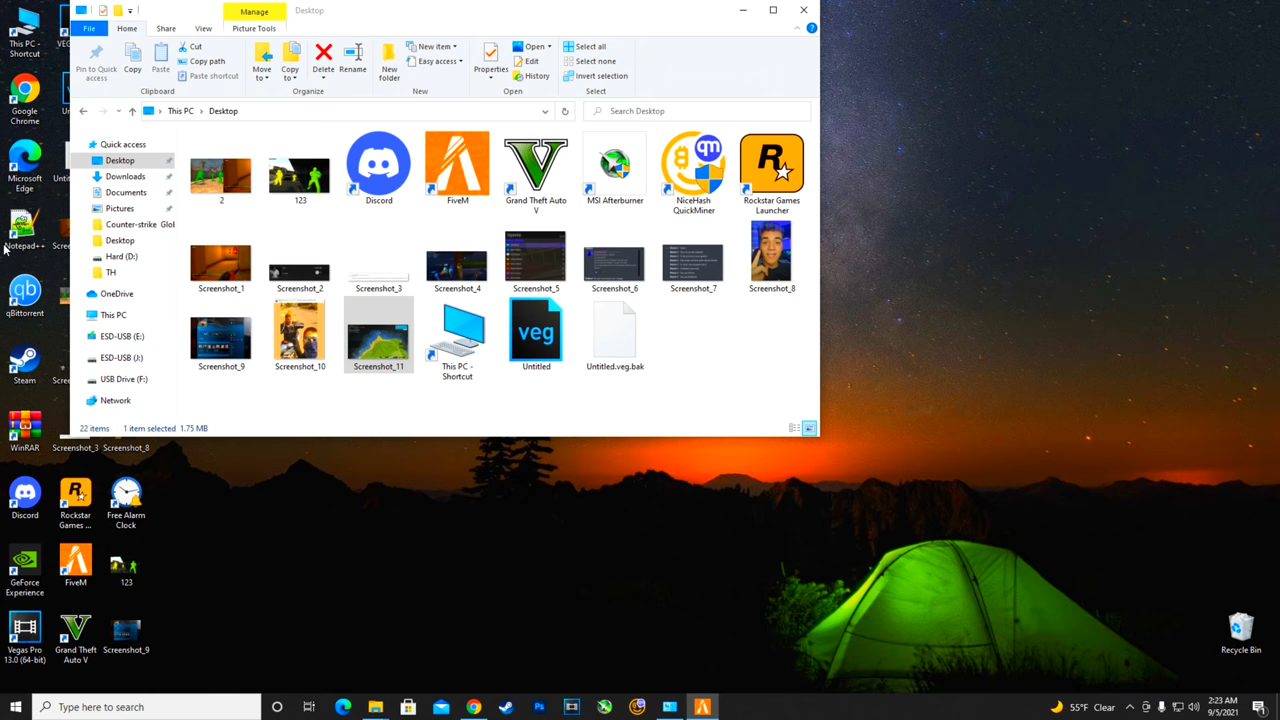 Manage
Desktop
File
Home
Share
View
Picture Tools
Pin to Quick access
Copy
Paste
Cut
Copy path
Paste shortcut
Clipboard
Move to
Copy to
Delete
Rename
Organize
New folder
New item
Easy access
New
Properties
Open
Edit
History
Open
Select all
Select none
Invert selection
Select
This PC
Desktop
Search Desktop
Quick access
Desktop
Downloads
Documents
Pictures
Counter-strike Glob
Desktop
Hard (D:)
TH
OneDrive
This PC
ESD-USB (E:)
ESD-USB (J:)
USB Drive (F:)
Network
2
123
Discord
FiveM
Grand Theft Auto V
MSI Afterburner
qm
NiceHash QuickMiner
R
Rockstar Games Launcher
Screenshot_1
Screenshot_2
Screenshot_3
Screenshot_4
Screenshot_5
Screenshot_6
Screenshot_7
Screenshot_8
Screenshot_9
Screenshot_10
Screenshot_11
This PC - Shortcut
veg
Untitled
Untitled.veg.bak
22 items
1 item selected 1.75 MB
This PC - Shortcut
Google Chrome
Microsoft Edge
Notepad++
qb
qBittorrent
Steam
WinRAR
Screenshot_3
Screenshot_8
Discord
Rockstar Games ...
Free Alarm Clock
GeForce Experience
FiveM
123
Vegas Pro 13.0 (64-bit)
Grand Theft Auto V
Screenshot_9
Recycle Bin
Type here to search
Ps
55°F Clear
2:23 AM
9/5/2021